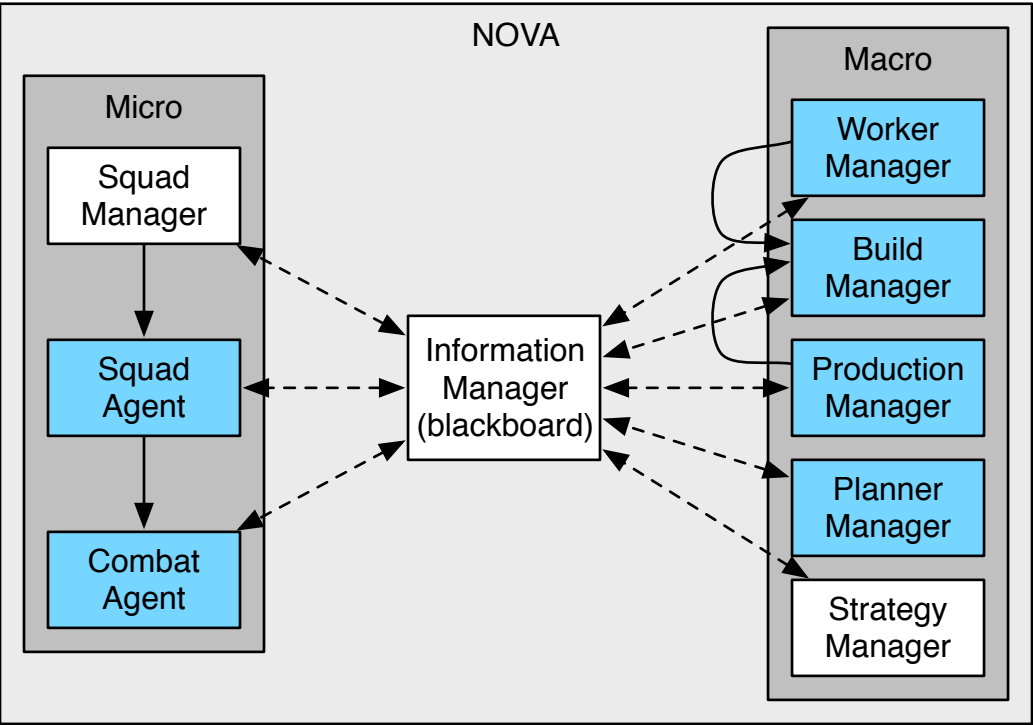 NOVA
Micro
Squad
Manager
Squad
Agent
Combat
Agent
Information
Manager
(blackboard)
Macro
Worker
Manager
Build
Manager
Production
Manager
Planner
Manager
Strategy
Manager